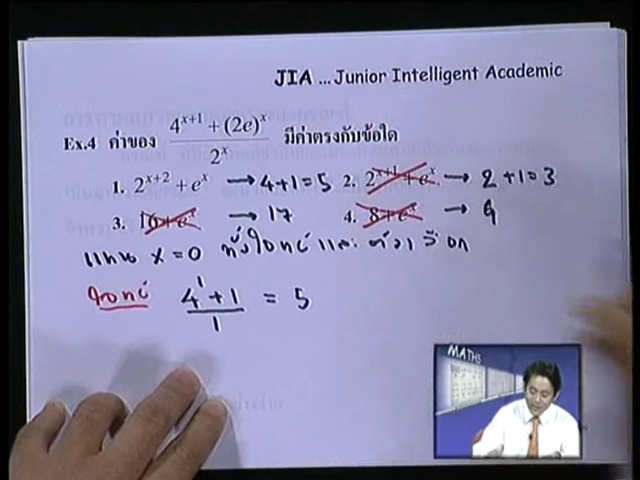 JIA ... Junior Intelligent Academic
Ex.4 ค่าของ (4^{x+1} + (2e)^x) / 2^x มีค่าตรงกับข้อใด
1. 2^{x+2} + e^x → 4+1=5 2. 2^{x+1} + e^x → 2+1=3
3. 16 + e^x → 17 4. 8 + e^x → 9
แทน x = 0 ทั้งโจทย์ และ ตัวเลือก
โจทย์ (4^1 + 1) / 1 = 5
MATHS